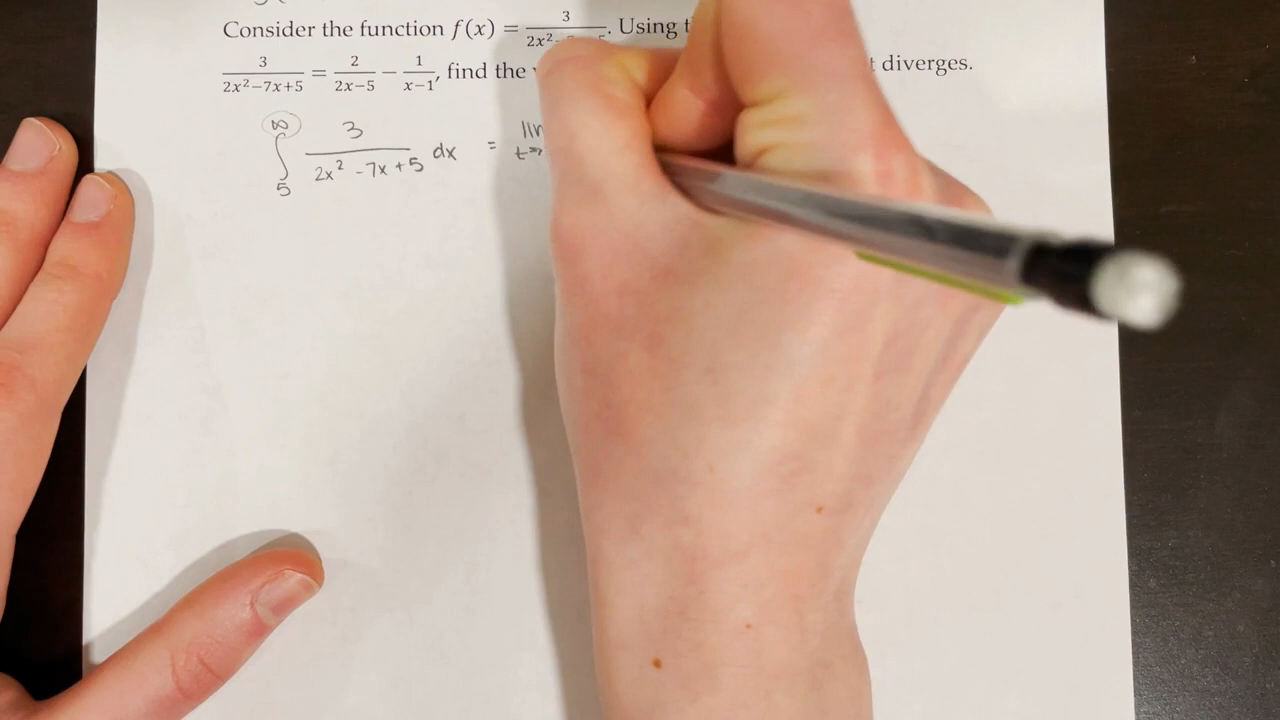 Consider the function f(x) = 3/2x². Using
3/(2x²−7x+5) = 2/(2x−5) − 1/(x−1), find the diverges.
∫₅^∞ 3/(2x² −7x +5) dx = lim t→